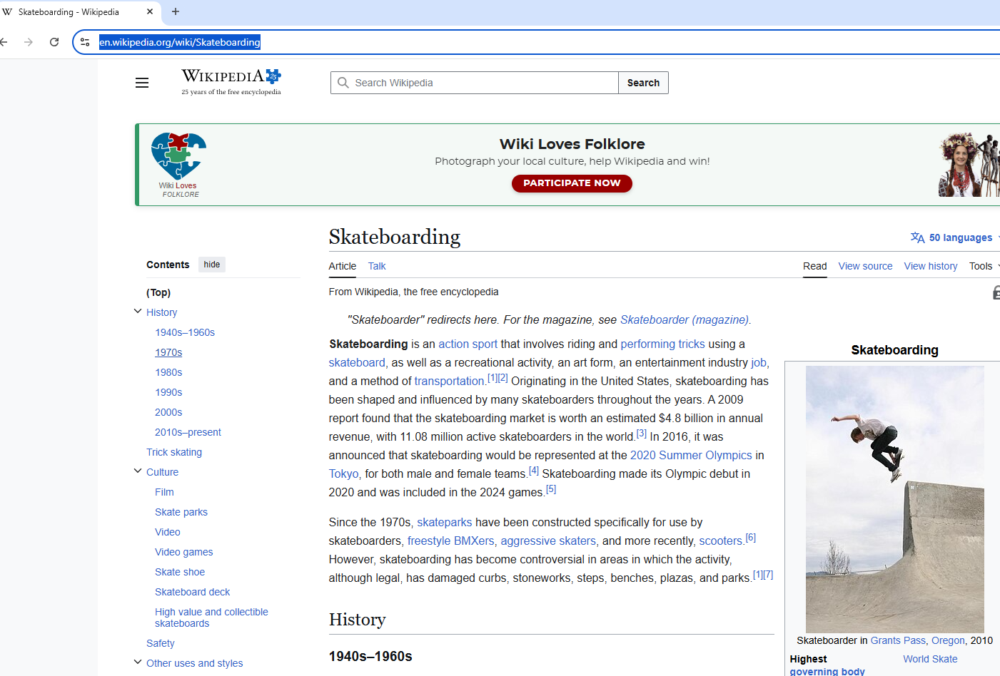 Skateboarding - Wikipedia
en.wikipedia.org/wiki/Skateboarding
WIKIPEDIA 25
25 years of the free encyclopedia
Search Wikipedia
Search
Wiki Loves
FOLKLORE
Wiki Loves Folklore
Photograph your local culture, help Wikipedia and win!
PARTICIPATE NOW
Contents hide
(Top)
History
1940s–1960s
1970s
1980s
1990s
2000s
2010s–present
Trick skating
Culture
Film
Skate parks
Video
Video games
Skate shoe
Skateboard deck
High value and collectible
skateboards
Safety
Other uses and styles
Skateboarding
50 languages
Article Talk
Read View source View history Tools
From Wikipedia, the free encyclopedia
"Skateboarder" redirects here. For the magazine, see Skateboarder (magazine).
Skateboarding is an action sport that involves riding and performing tricks using a
skateboard, as well as a recreational activity, an art form, an entertainment industry job,
and a method of transportation.[1][2] Originating in the United States, skateboarding has
been shaped and influenced by many skateboarders throughout the years. A 2009
report found that the skateboarding market is worth an estimated $4.8 billion in annual
revenue, with 11.08 million active skateboarders in the world.[3] In 2016, it was
announced that skateboarding would be represented at the 2020 Summer Olympics in
Tokyo, for both male and female teams.[4] Skateboarding made its Olympic debut in
2020 and was included in the 2024 games.[5]
Since the 1970s, skateparks have been constructed specifically for use by
skateboarders, freestyle BMXers, aggressive skaters, and more recently, scooters.[6]
However, skateboarding has become controversial in areas in which the activity,
although legal, has damaged curbs, stoneworks, steps, benches, plazas, and parks.[1][7]
History
1940s–1960s
Skateboarding
Skateboarder in Grants Pass, Oregon, 2010
Highest
governing body
World Skate